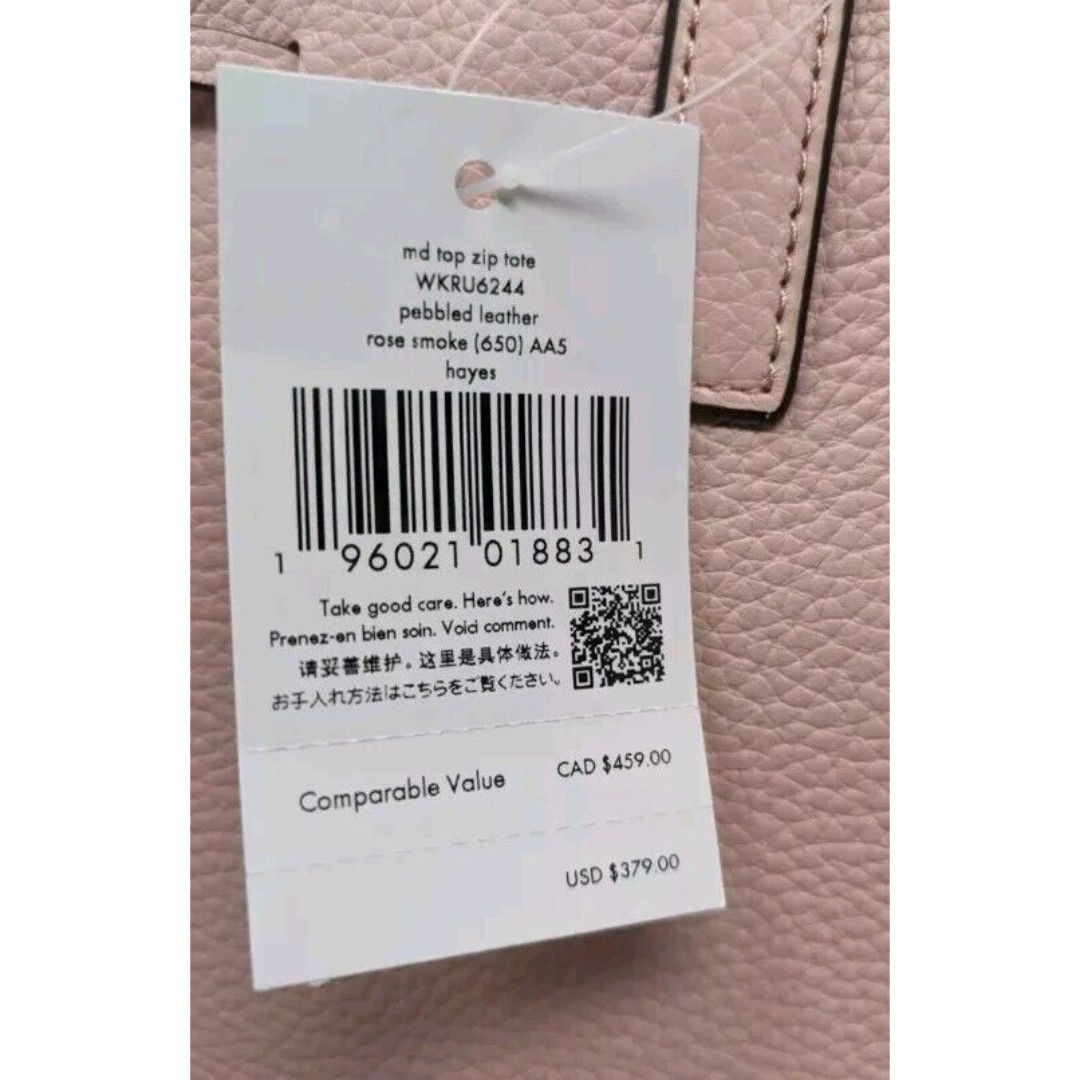 md top zip tote
WKRU6244
pebbled leather
rose smoke (650) AA5
hayes
1 96021 01883 1
Take good care. Here's how.
Prenez-en bien soin. Void comment.
请妥善维护。这里是具体做法。
お手入れ方法はこちらをご覧ください。
Comparable Value CAD $459.00
USD $379.00